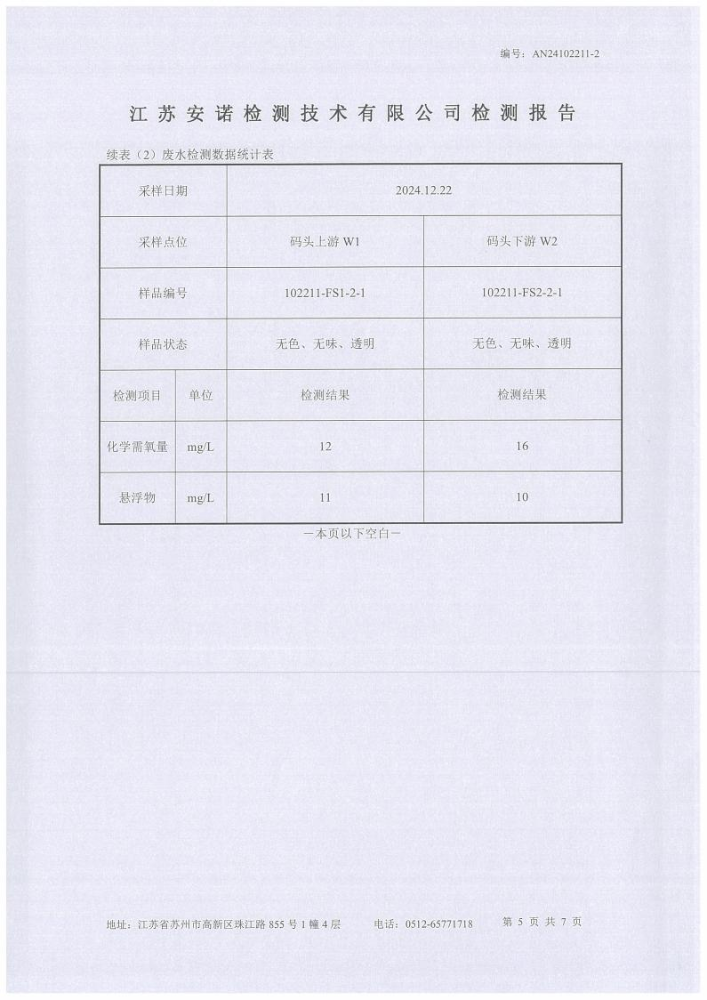 编号：AN24102211-2
江苏安诺检测技术有限公司检测报告
续表（2）废水检测数据统计表
采样日期 2024.12.22
采样点位 码头上游 W1 码头下游 W2
样品编号 102211-FS1-2-1 102211-FS2-2-1
样品状态 无色、无味、透明 无色、无味、透明
检测项目 单位 检测结果 检测结果
化学需氧量 mg/L 12 16
悬浮物 mg/L 11 10
－本页以下空白－
地址：江苏省苏州市高新区珠江路 855 号 1 幢 4 层 电话：0512-65771718 第 5 页 共 7 页